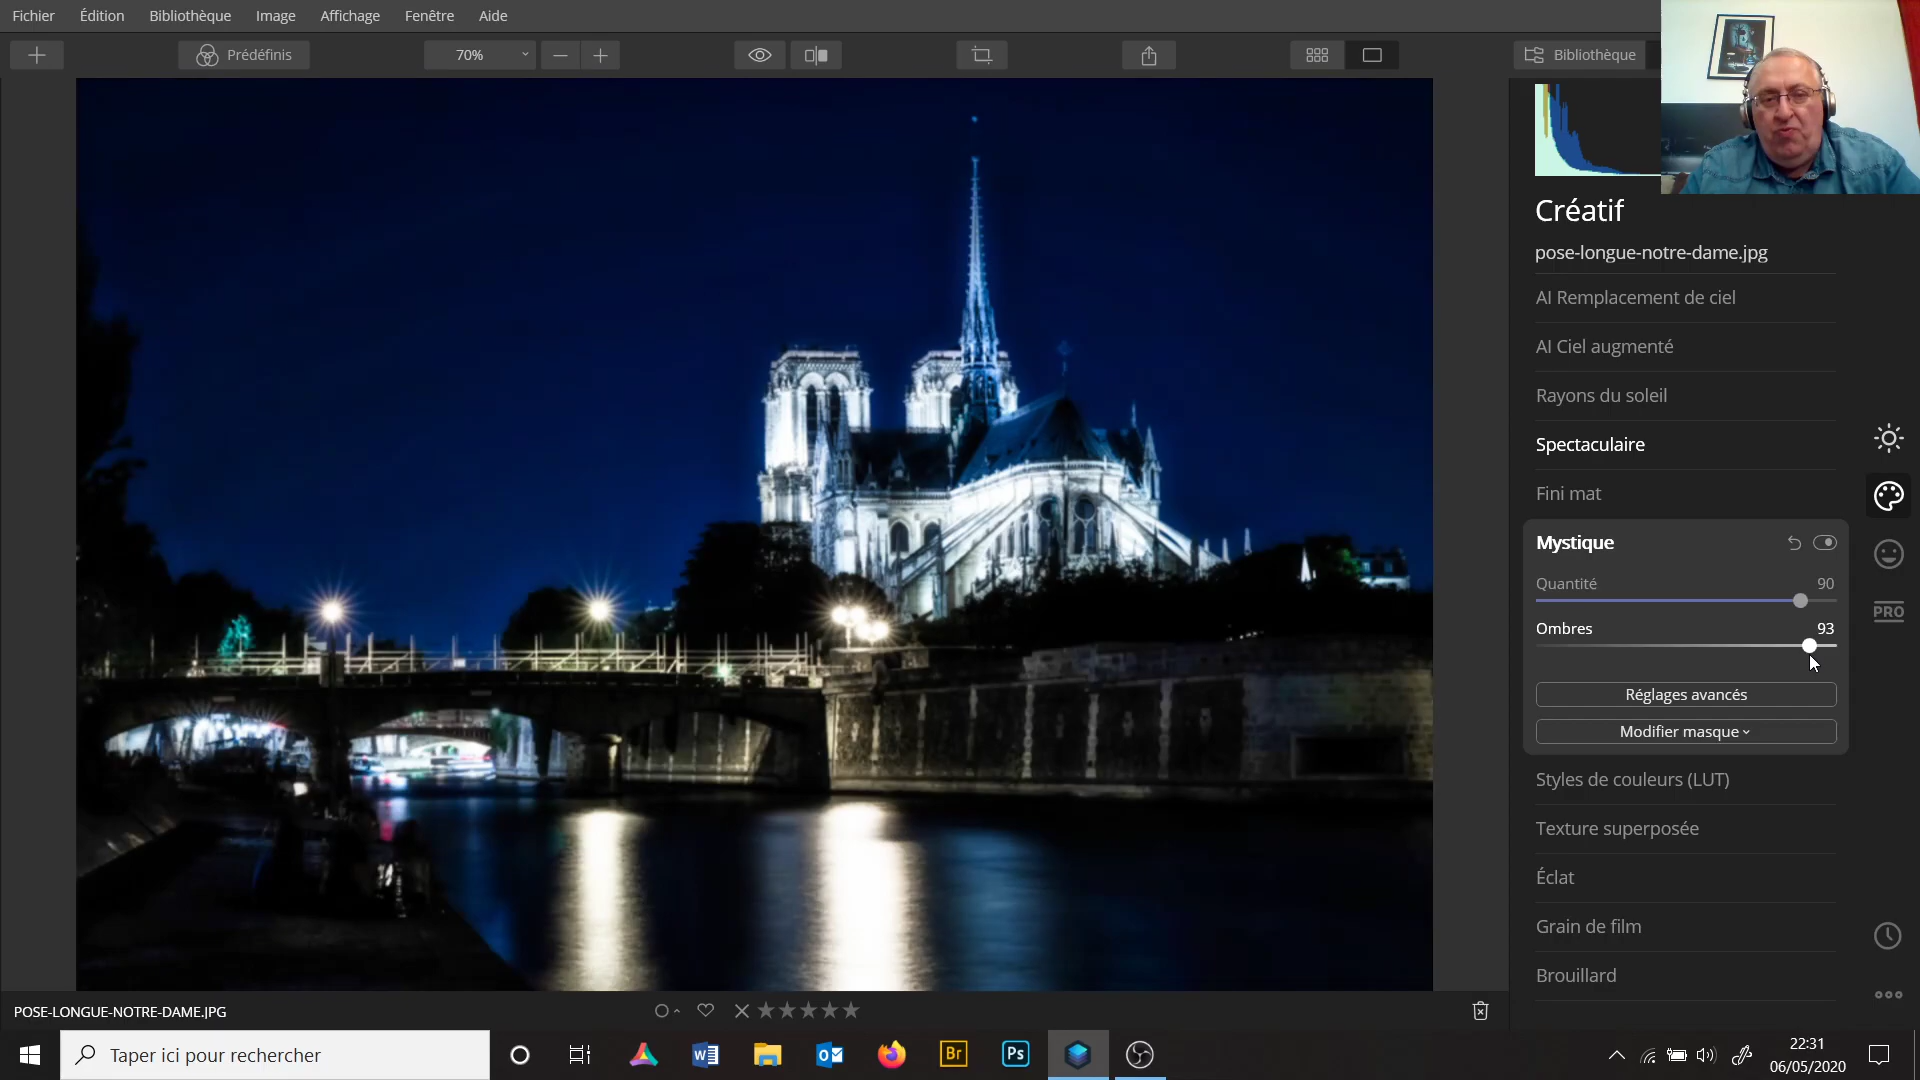 Fichier Édition Bibliothèque Image Affichage Fenêtre Aide
Prédéfinis 70% Bibliothèque
Créatif
pose-longue-notre-dame.jpg
AI Remplacement de ciel
AI Ciel augmenté
Rayons du soleil
Spectaculaire
Fini mat
Mystique
Quantité 90
Ombres 93
Réglages avancés
Modifier masque
Styles de couleurs (LUT)
Texture superposée
Éclat
Grain de film
Brouillard
PRO
POSE-LONGUE-NOTRE-DAME.JPG
Taper ici pour rechercher
Br
Ps
22:31
06/05/2020